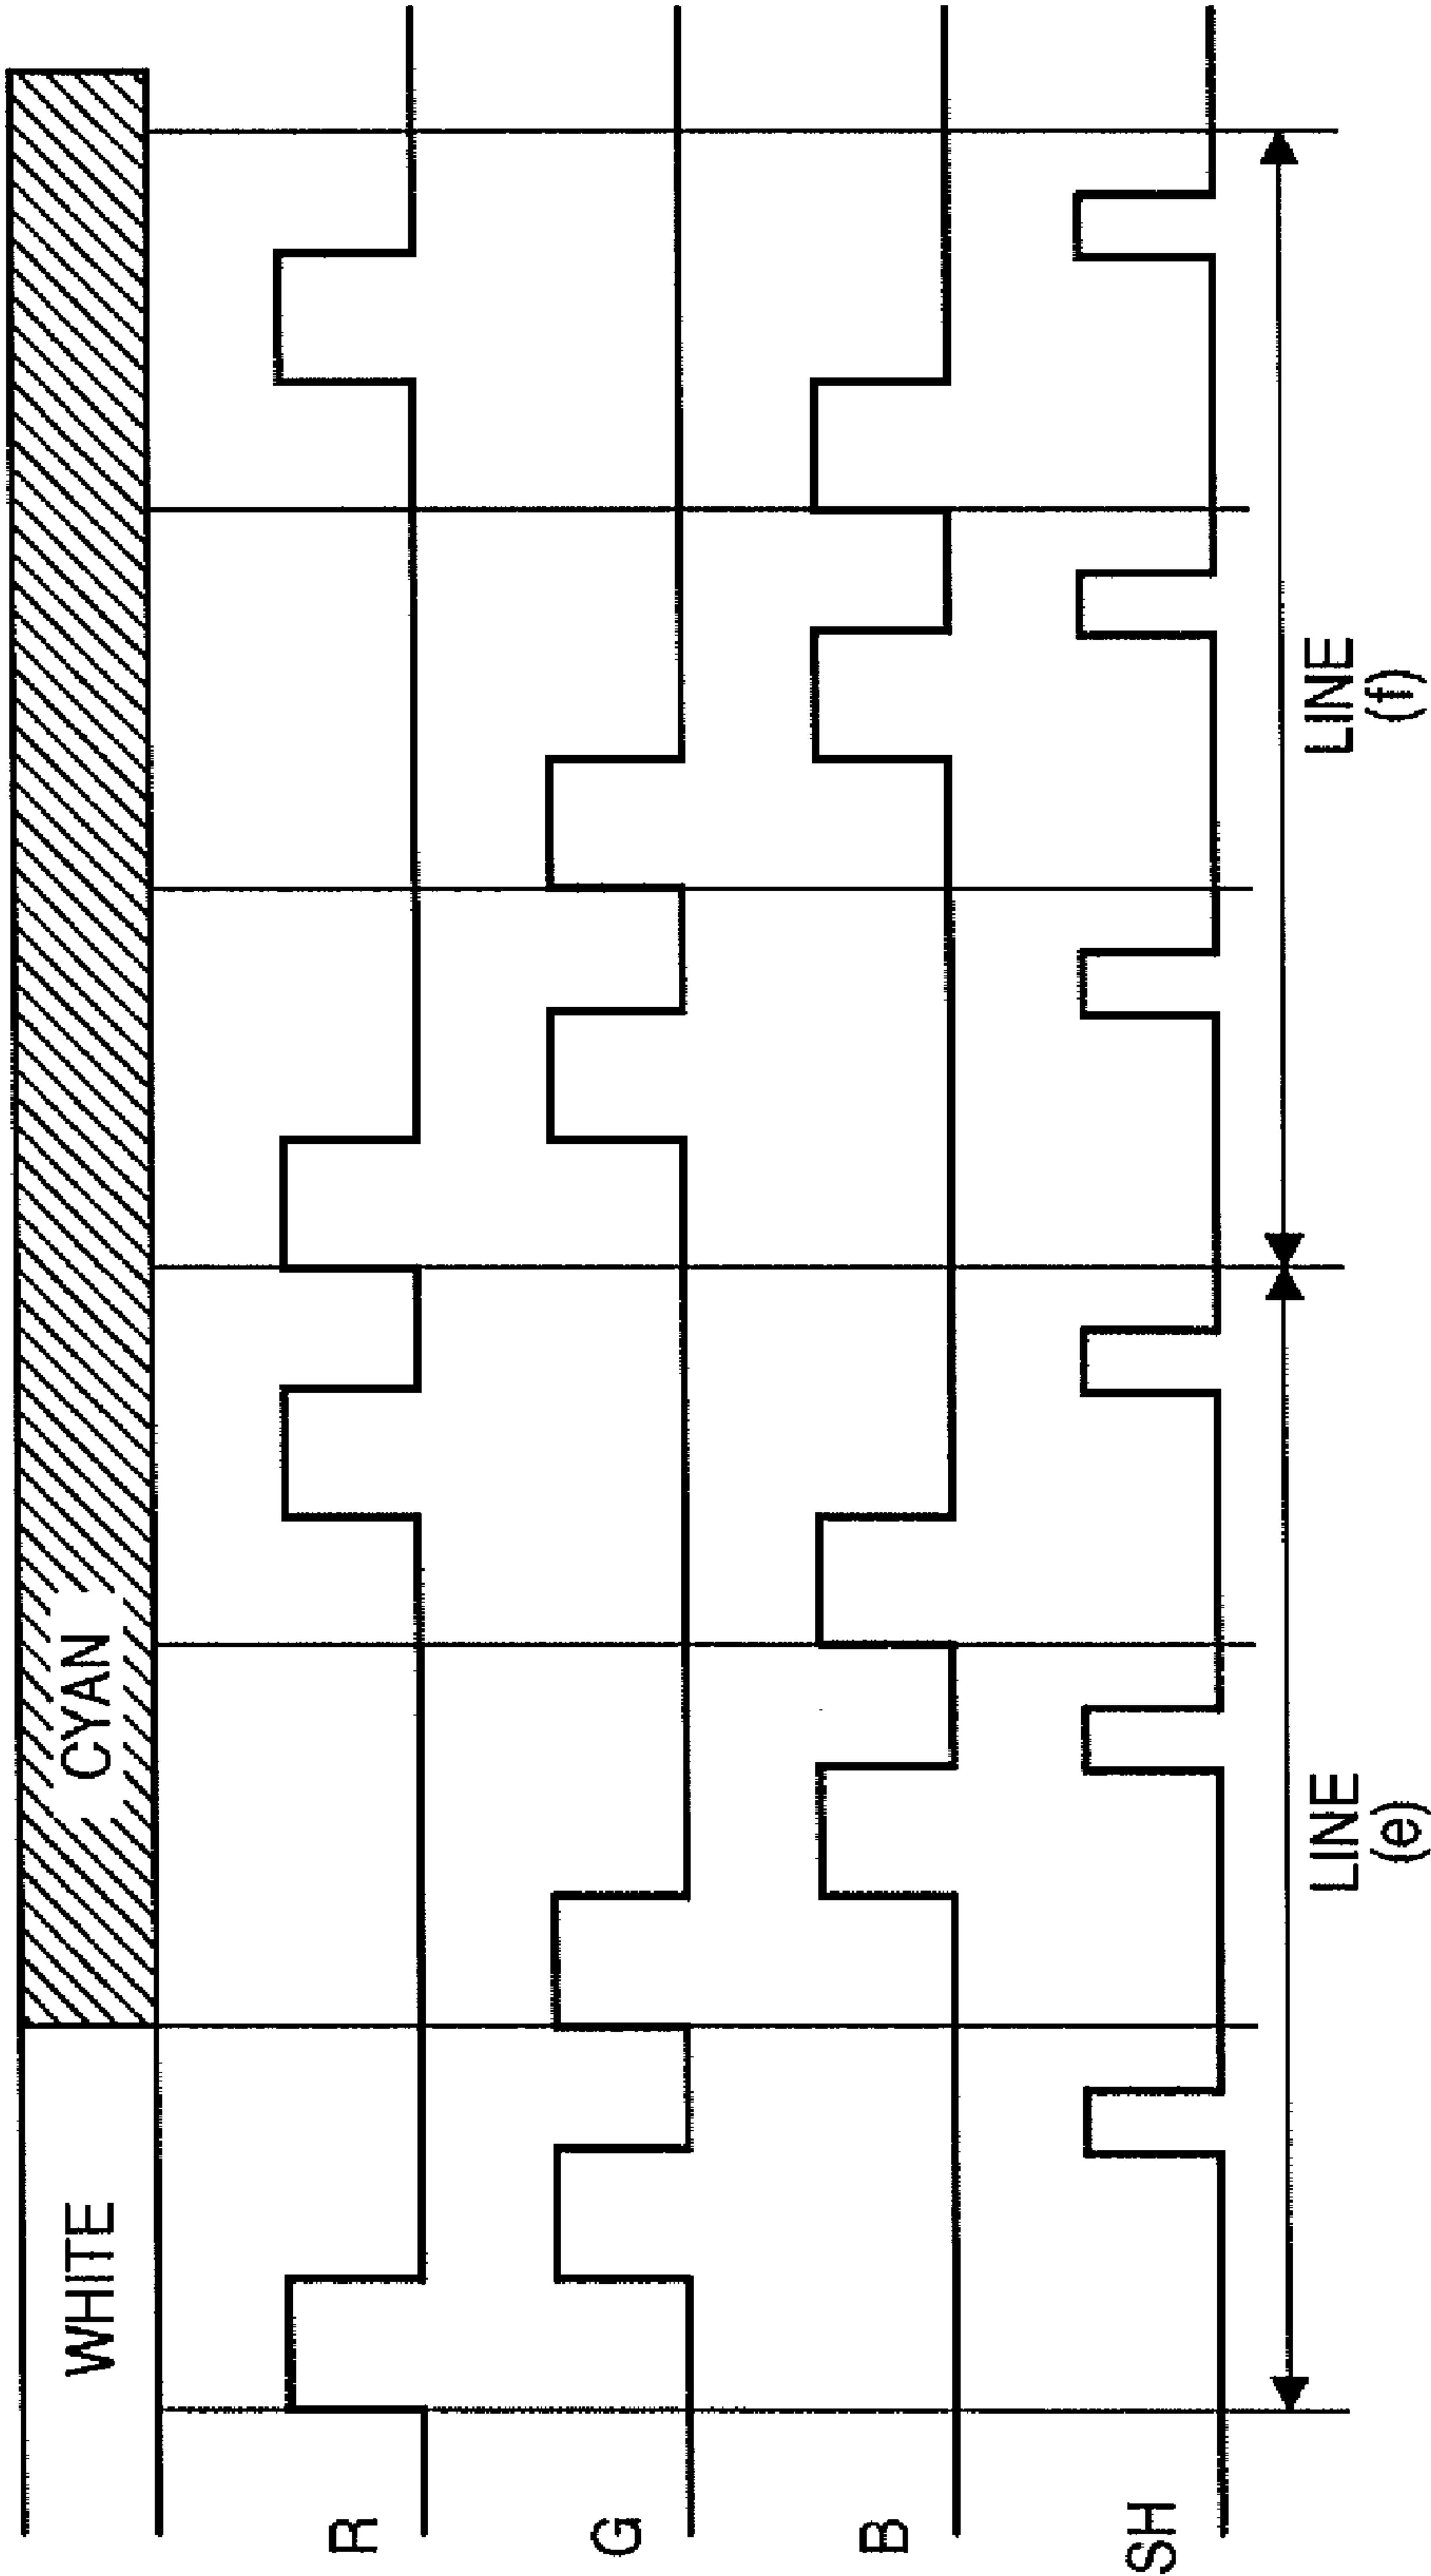 WHITE
CYAN
R
G
B
SH
LINE
(e)
LINE
(f)